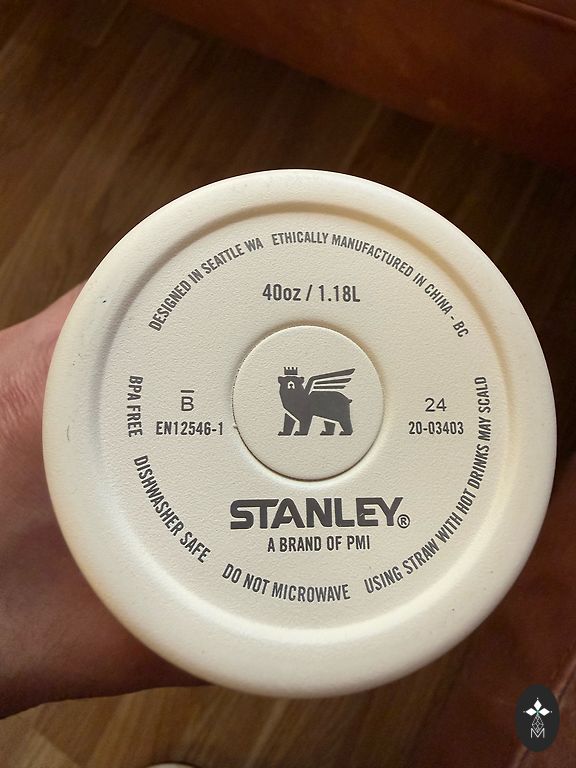 DESIGNED IN SEATTLE WA ETHICALLY MANUFACTURED IN CHINA - BC
40oz / 1.18L
B
EN12546-1
24
20-03403
STANLEY®
A BRAND OF PMI
BPA FREE DISHWASHER SAFE DO NOT MICROWAVE USING STRAW WITH HOT DRINKS MAY SCALD
M